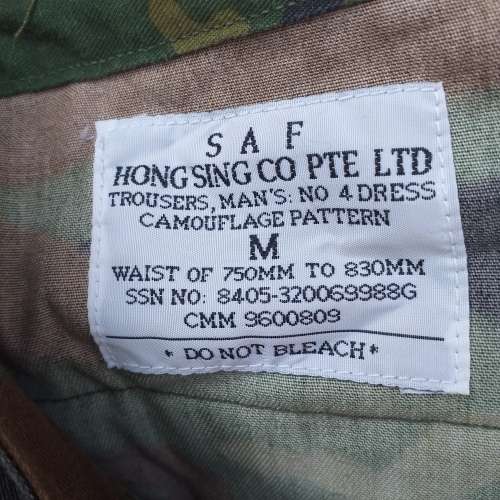 S A F
HONG SING CO PTE LTD
TROUSERS, MAN'S: NO 4 DRESS
CAMOUFLAGE PATTERN
M
WAIST OF 750MM TO 830MM
SSN NO: 8405-320069988G
CMM 9600809
* DO NOT BLEACH *